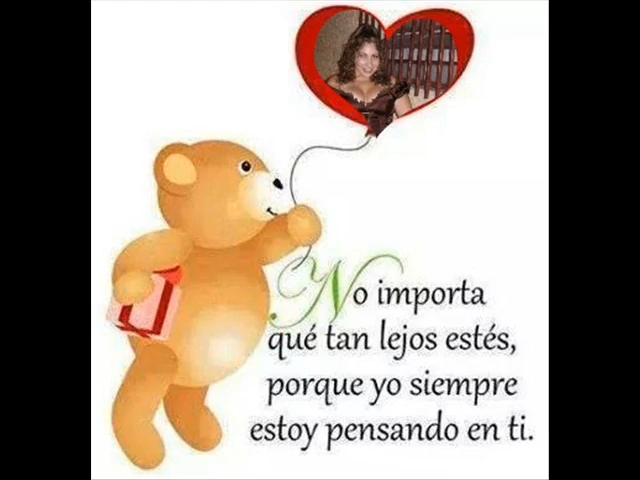 No importa
qué tan lejos estés,
porque yo siempre
estoy pensando en ti.